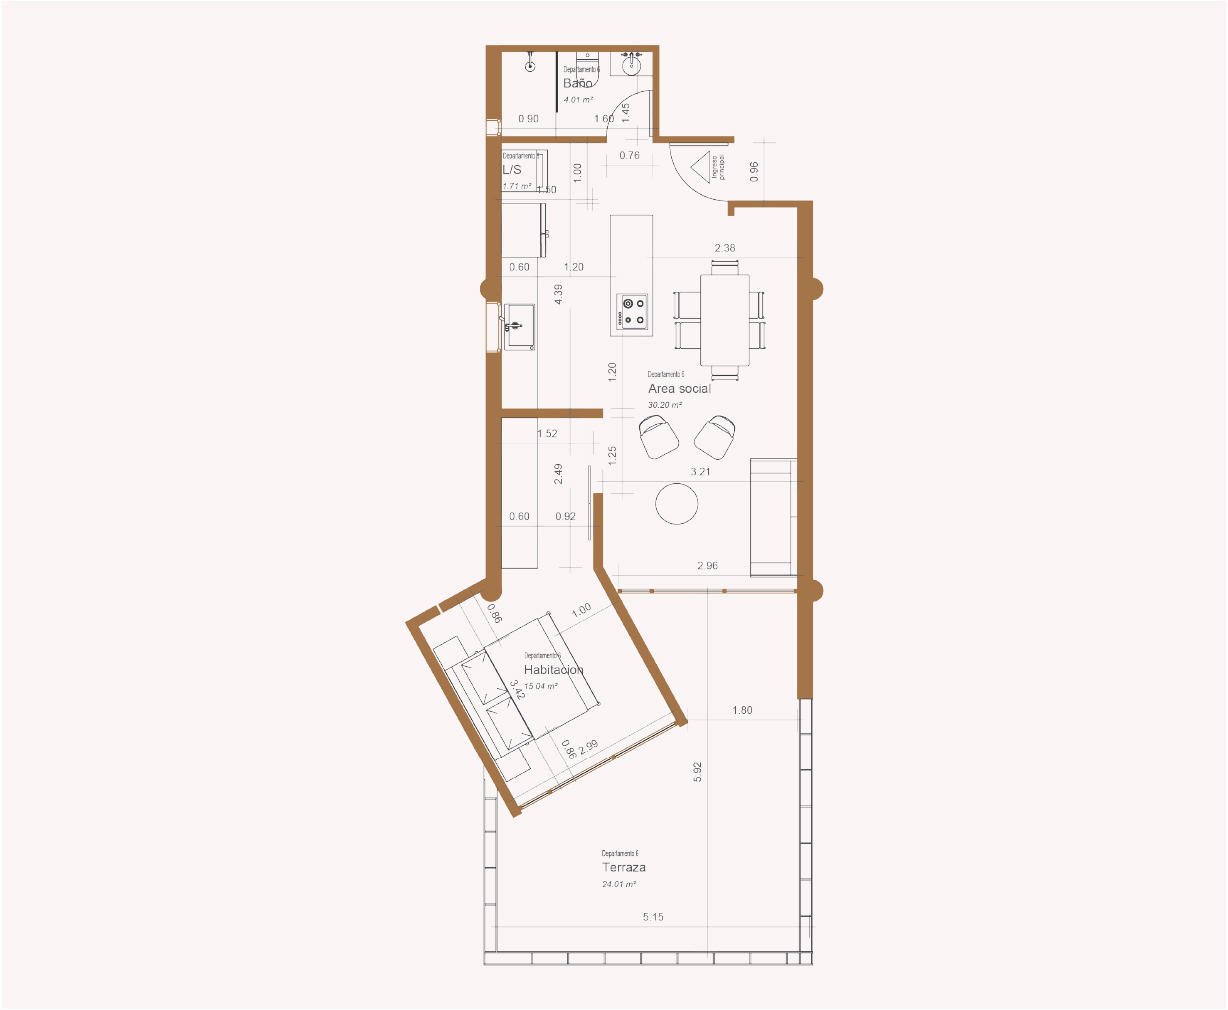 Departamento 6
Baño
4.01 m²
0.90
1.60
1.45
0.76
Ingreso
principal
0.96
Departamento 6
L/S
1.71 m²
1.50
1.00
2.38
0.60
1.20
4.39
1.20
Departamento 6
Area social
30.20 m²
1.52
1.25
2.49
3.21
0.60
0.92
2.96
0.86
1.00
Departamento 6
Habitacion
15.04 m²
3.42
0.86
2.99
1.80
5.92
Departamento 6
Terraza
24.01 m²
5.15